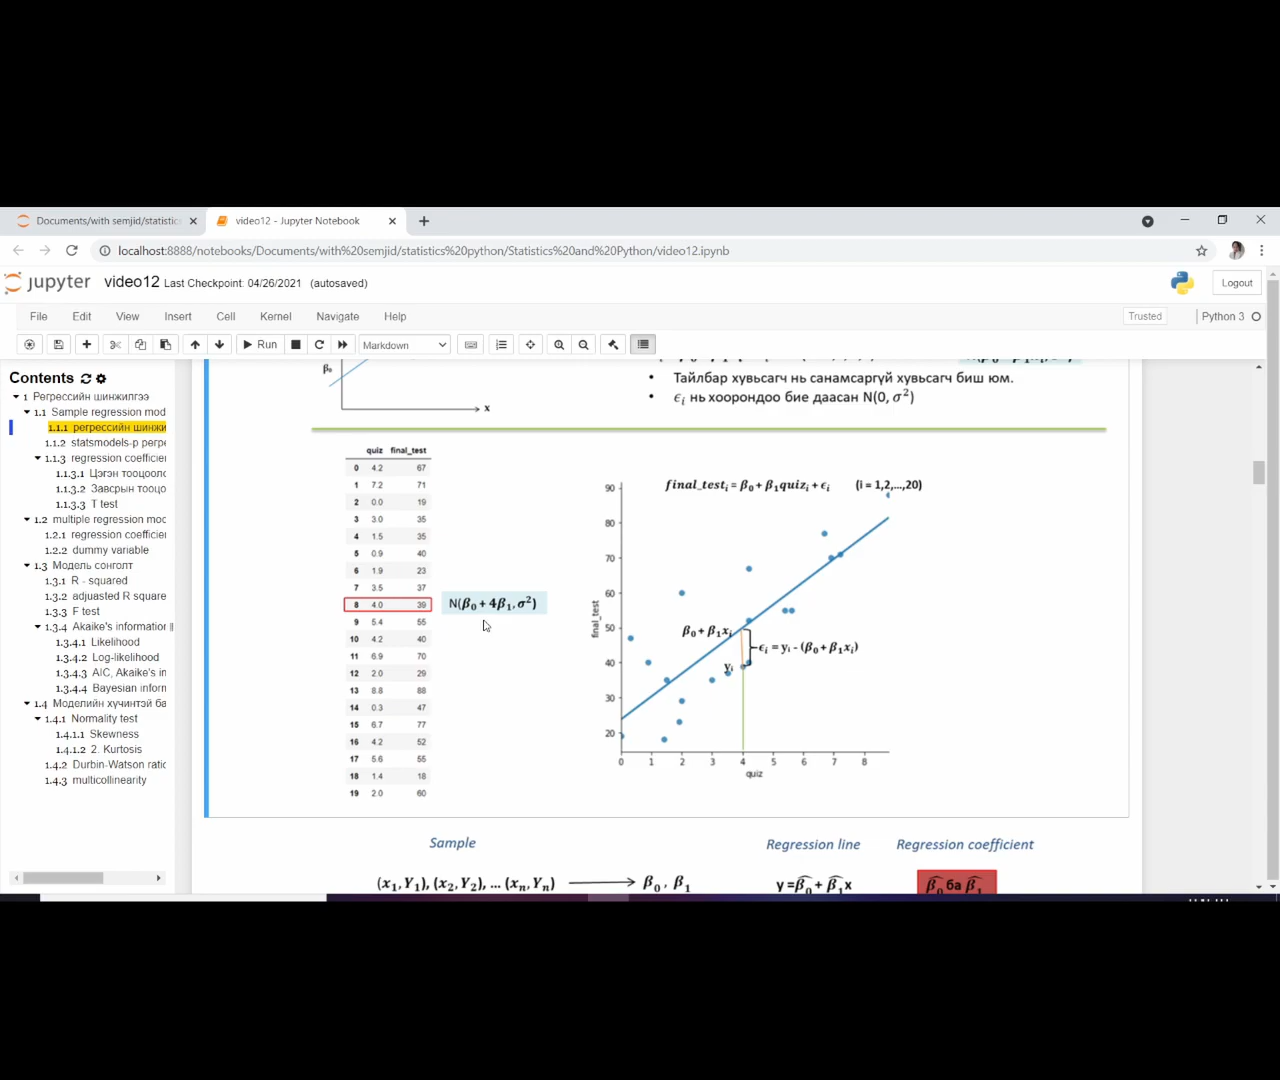 Documents/with semjid/statistic
video12 - Jupyter Notebook
localhost:8888/notebooks/Documents/with%20semjid/statistics%20python/Statistics%20and%20Python/video12.ipynb
jupyter video12 Last Checkpoint: 04/26/2021 (autosaved)
Logout
File Edit View Insert Cell Kernel Navigate Help
Trusted
Python 3
Run
Markdown
Contents
1 Регрессийн шинжилгээ
1.1 Sample regression mod
1.1.1 регрессийн шинжи
1.1.2 statsmodels-р регре
1.1.3 regression coefficier
1.1.3.1 Цэгэн тооцоол
1.1.3.2 Завсрын тооцо
1.1.3.3 T test
1.2 multiple regression moc
1.2.1 regression coefficier
1.2.2 dummy variable
1.3 Модель сонголт
1.3.1 R - squared
1.3.2 adjuasted R square
1.3.3 F test
1.3.4 Akaike's information
1.3.4.1 Likelihood
1.3.4.2 Log-likelihood
1.3.4.3 AIC, Akaike's in
1.3.4.4 Bayesian inforn
1.4 Моделийн хүчинтэй ба
1.4.1 Normality test
1.4.1.1 Skewness
1.4.1.2 2. Kurtosis
1.4.2 Durbin-Watson ratic
1.4.3 multicollinearity
β₀
x
• Тайлбар хувьсагч нь санамсаргүй хувьсагч биш юм.
• ϵᵢ нь хоорондоо бие даасан N(0, σ²)
quiz final_test
0 4.2 67
1 7.2 71
2 0.0 19
3 3.0 35
4 1.5 35
5 0.9 40
6 1.9 23
7 3.5 37
8 4.0 39
9 5.4 55
10 4.2 40
11 6.9 70
12 2.0 29
13 8.8 88
14 0.3 47
15 6.7 77
16 4.2 52
17 5.6 55
18 1.4 18
19 2.0 60
N(β₀ + 4β₁, σ²)
final_testᵢ = β₀ + β₁quizᵢ + ϵᵢ (i = 1,2,...,20)
90
80
70
60
50
40
30
20
final_test
β₀ + β₁xᵢ
ϵᵢ = yᵢ - (β₀ + β₁xᵢ)
yᵢ
0 1 2 3 4 5 6 7 8
quiz
Sample Regression line Regression coefficient
(x₁, Y₁), (x₂, Y₂), ... (xₙ, Yₙ) → β₀, β₁ y = β̂₀ + β̂₁x β̂₀ ба β̂₁